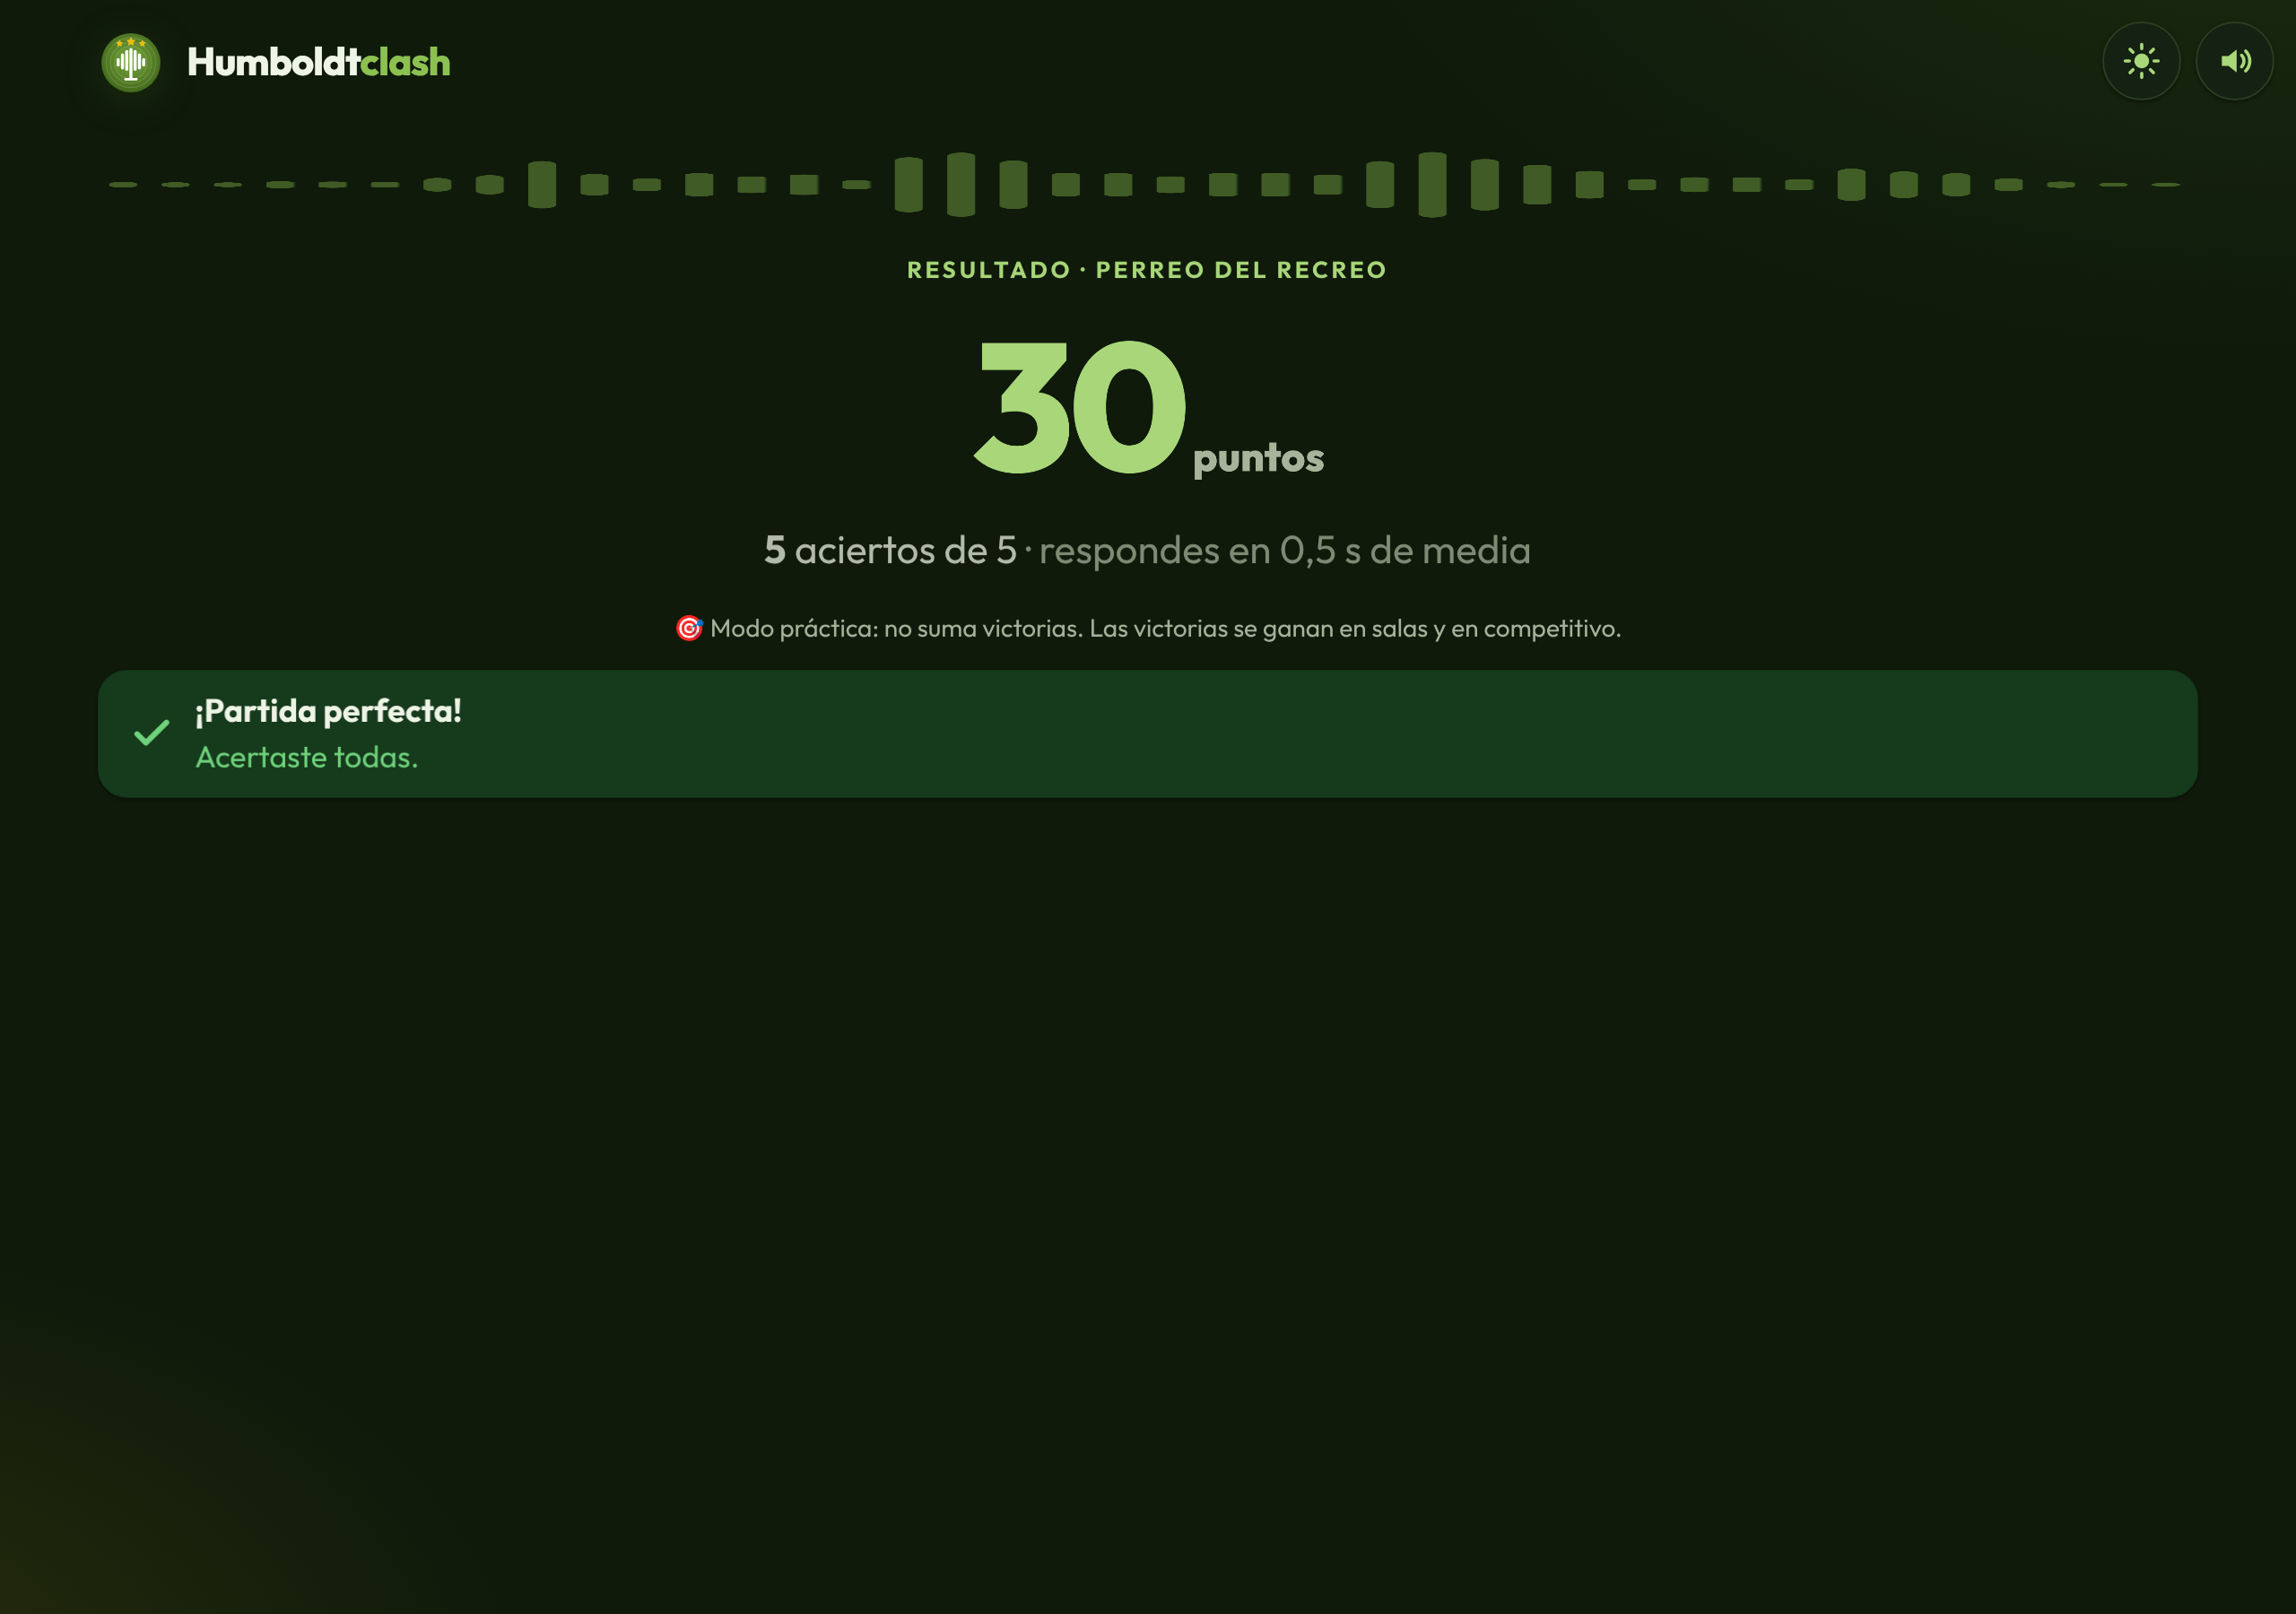 Humboldtclash
RESULTADO · PERREO DEL RECREO
30 puntos
5 aciertos de 5 · respondes en 0,5 s de media
🎯 Modo práctica: no suma victorias. Las victorias se ganan en salas y en competitivo.
¡Partida perfecta!
Acertaste todas.